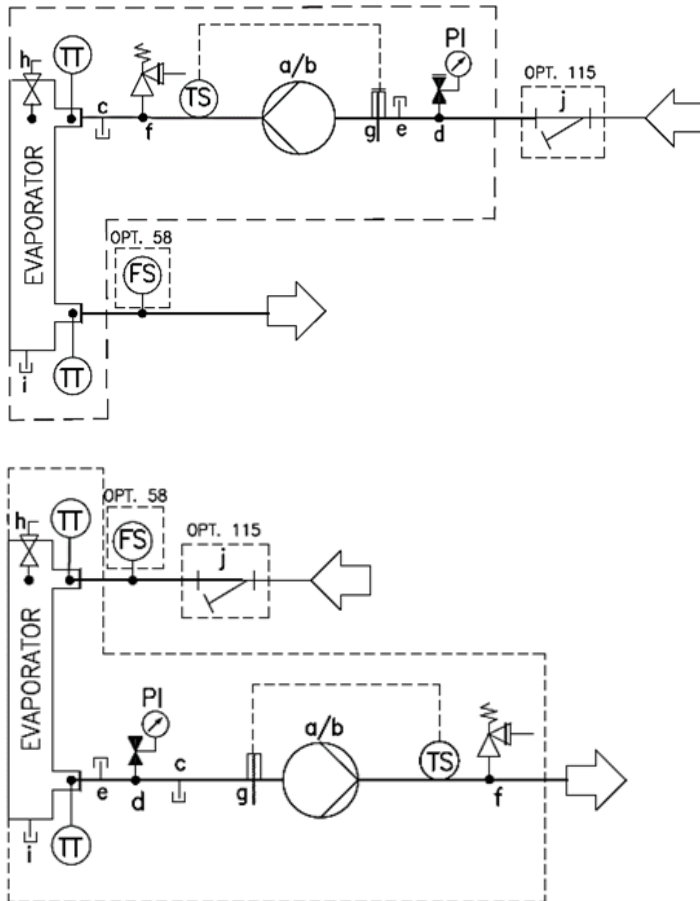 h
TT
PI
a/b
OPT. 115
c
TS
j
f
g
e
d
EVAPORATOR
OPT. 58
FS
i
TT
OPT. 58
h
TT
FS
OPT. 115
j
EVAPORATOR
PI
a/b
c
TS
e
d
g
f
i
TT